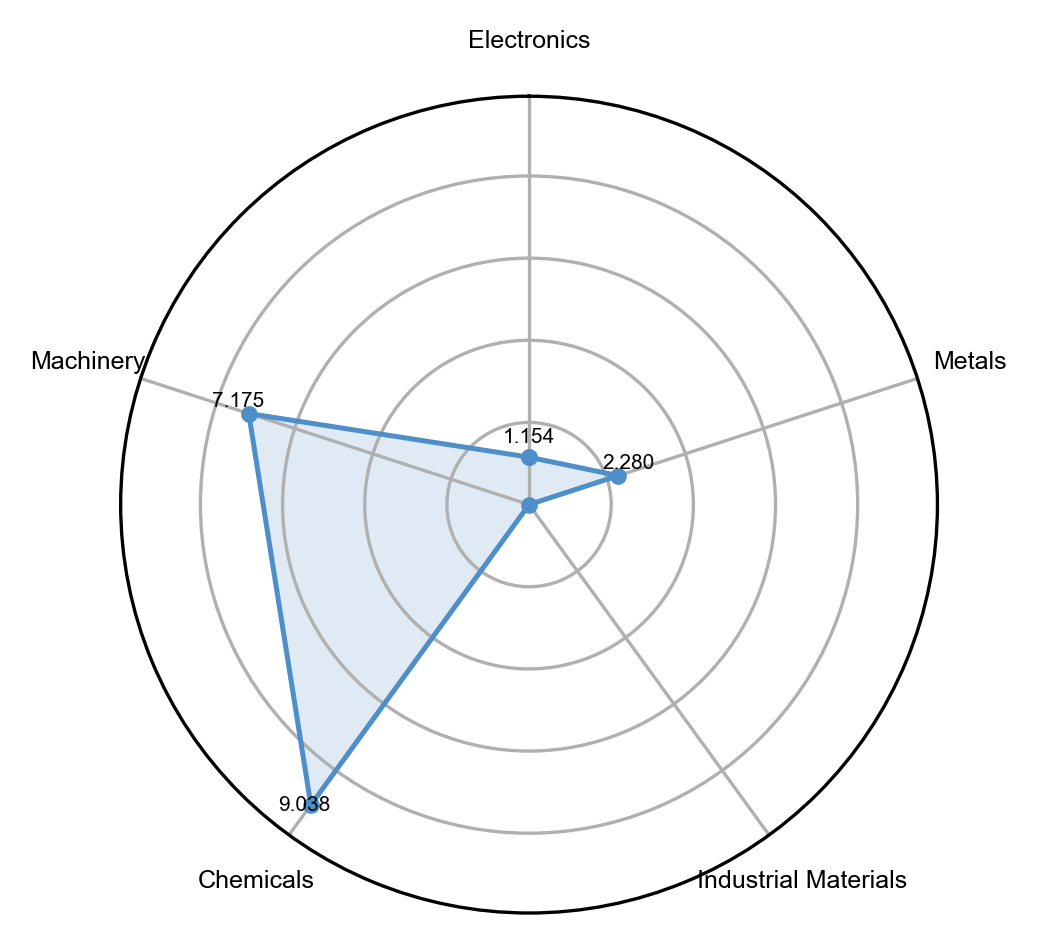 Electronics
Machinery
Metals
7.175
1.154
2.280
9.038
Chemicals
Industrial Materials